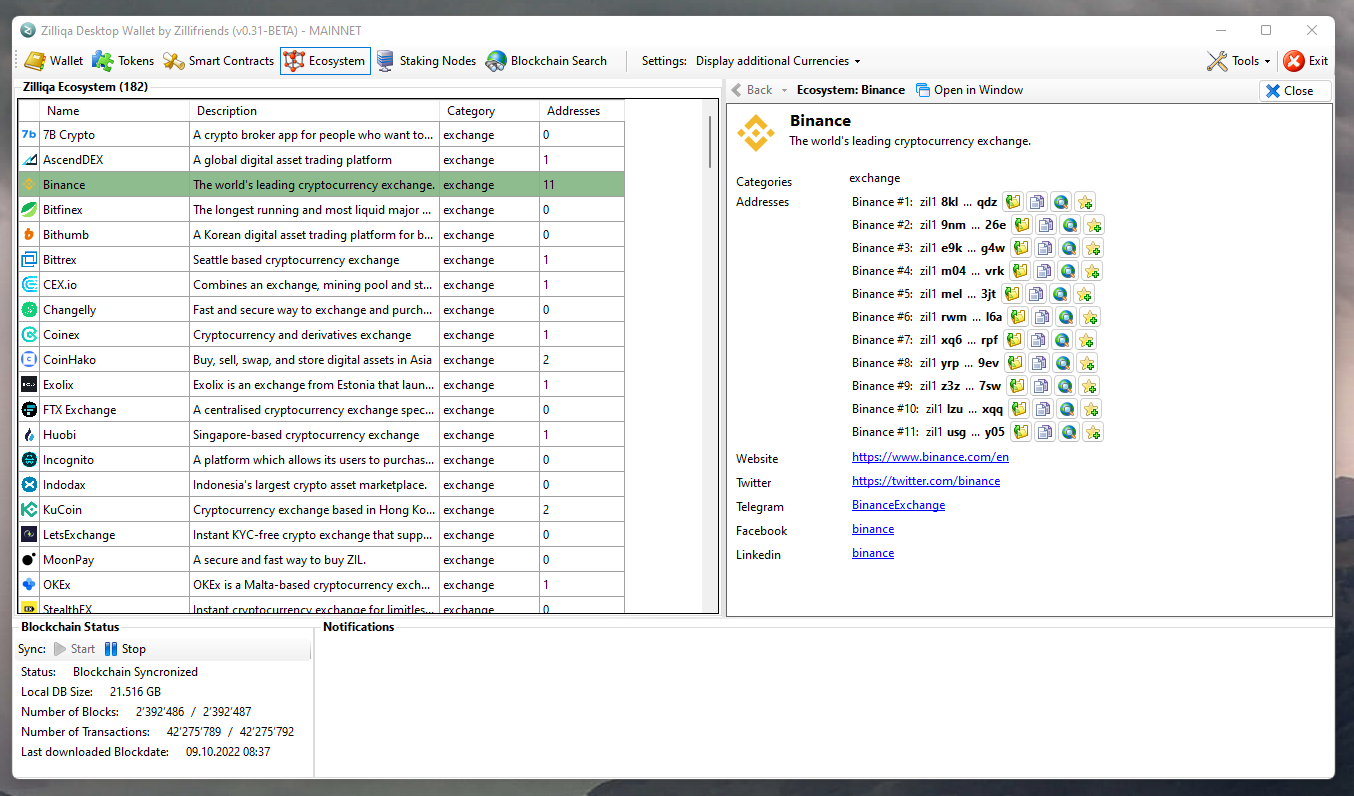 Zilliqa Desktop Wallet by Zillifriends (v0.31-BETA) - MAINNET
Wallet Tokens Smart Contracts Ecosystem Staking Nodes Blockchain Search Settings: Display additional Currencies Tools Exit
Zilliqa Ecosystem (182)
Name Description Category Addresses
7b 7B Crypto A crypto broker app for people who want to... exchange 0
AscendDEX A global digital asset trading platform exchange 1
Binance The world's leading cryptocurrency exchange. exchange 11
Bitfinex The longest running and most liquid major ... exchange 0
Bithumb A Korean digital asset trading platform for b... exchange 0
Bittrex Seattle based cryptocurrency exchange exchange 1
CEX.io Combines an exchange, mining pool and st... exchange 1
Changelly Fast and secure way to exchange and purch... exchange 0
Coinex Cryptocurrency and derivatives exchange exchange 1
CoinHako Buy, sell, swap, and store digital assets in Asia exchange 2
Exolix Exolix is an exchange from Estonia that laun... exchange 1
FTX Exchange A centralised cryptocurrency exchange spec... exchange 0
Huobi Singapore-based cryptocurrency exchange exchange 1
Incognito A platform which allows its users to purchas... exchange 0
Indodax Indonesia's largest crypto asset marketplace. exchange 0
KuCoin Cryptocurrency exchange based in Hong Ko... exchange 2
LetsExchange Instant KYC-free crypto exchange that supp... exchange 0
MoonPay A secure and fast way to buy ZIL. exchange 0
OKEx OKEx is a Malta-based cryptocurrency exch... exchange 1
StealthEX Instant cryptocurrency exchange for limitles... exchange 0
Back Ecosystem: Binance Open in Window Close
Binance
The world's leading cryptocurrency exchange.
Categories exchange
Addresses Binance #1: zil1 8kl ... qdz
Binance #2: zil1 9nm ... 26e
Binance #3: zil1 e9k ... g4w
Binance #4: zil1 m04 ... vrk
Binance #5: zil1 mel ... 3jt
Binance #6: zil1 rwm ... l6a
Binance #7: zil1 xq6 ... rpf
Binance #8: zil1 yrp ... 9ev
Binance #9: zil1 z3z ... 7sw
Binance #10: zil1 lzu ... xqq
Binance #11: zil1 usg ... y05
Website https://www.binance.com/en
Twitter https://twitter.com/binance
Telegram BinanceExchange
Facebook binance
Linkedin binance
Blockchain Status
Sync: Start Stop
Status: Blockchain Syncronized
Local DB Size: 21.516 GB
Number of Blocks: 2'392'486 / 2'392'487
Number of Transactions: 42'275'789 / 42'275'792
Last downloaded Blockdate: 09.10.2022 08:37
Notifications